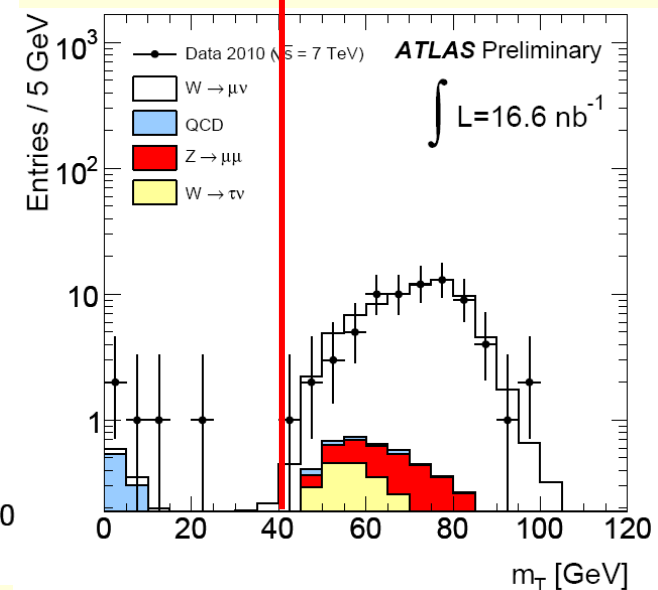 Entries / 5 GeV
10³
10²
10
1
Data 2010 (√s = 7 TeV)
W → μν
QCD
Z → μμ
W → τν
ATLAS Preliminary
∫ L=16.6 nb⁻¹
0
0 20 40 60 80 100 120
m_T [GeV]